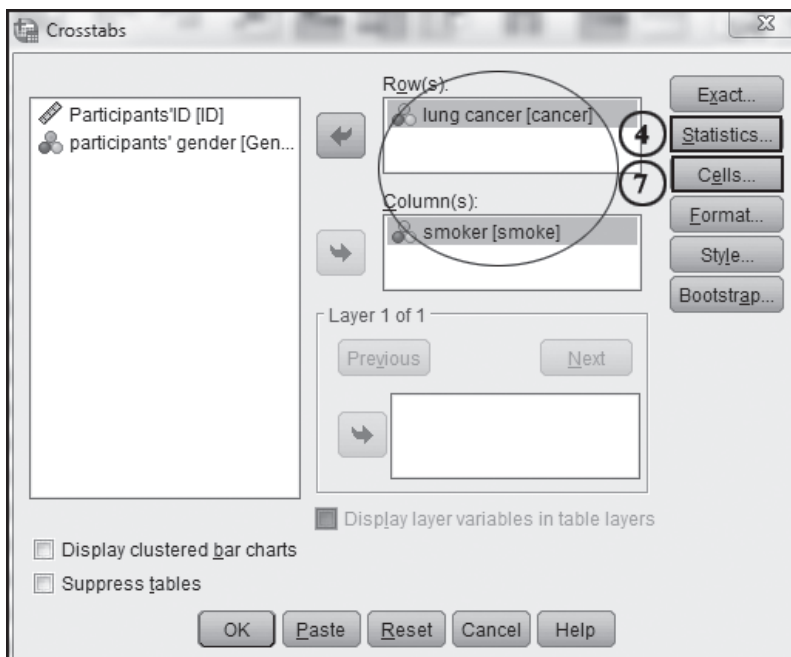 Crosstabs
Participants'ID [ID]
participants' gender [Gen...
Row(s):
lung cancer [cancer]
Column(s):
smoker [smoke]
4
7
Exact...
Statistics...
Cells...
Format...
Style...
Bootstrap...
Layer 1 of 1
Previous
Next
Display layer variables in table layers
Display clustered bar charts
Suppress tables
OK
Paste
Reset
Cancel
Help